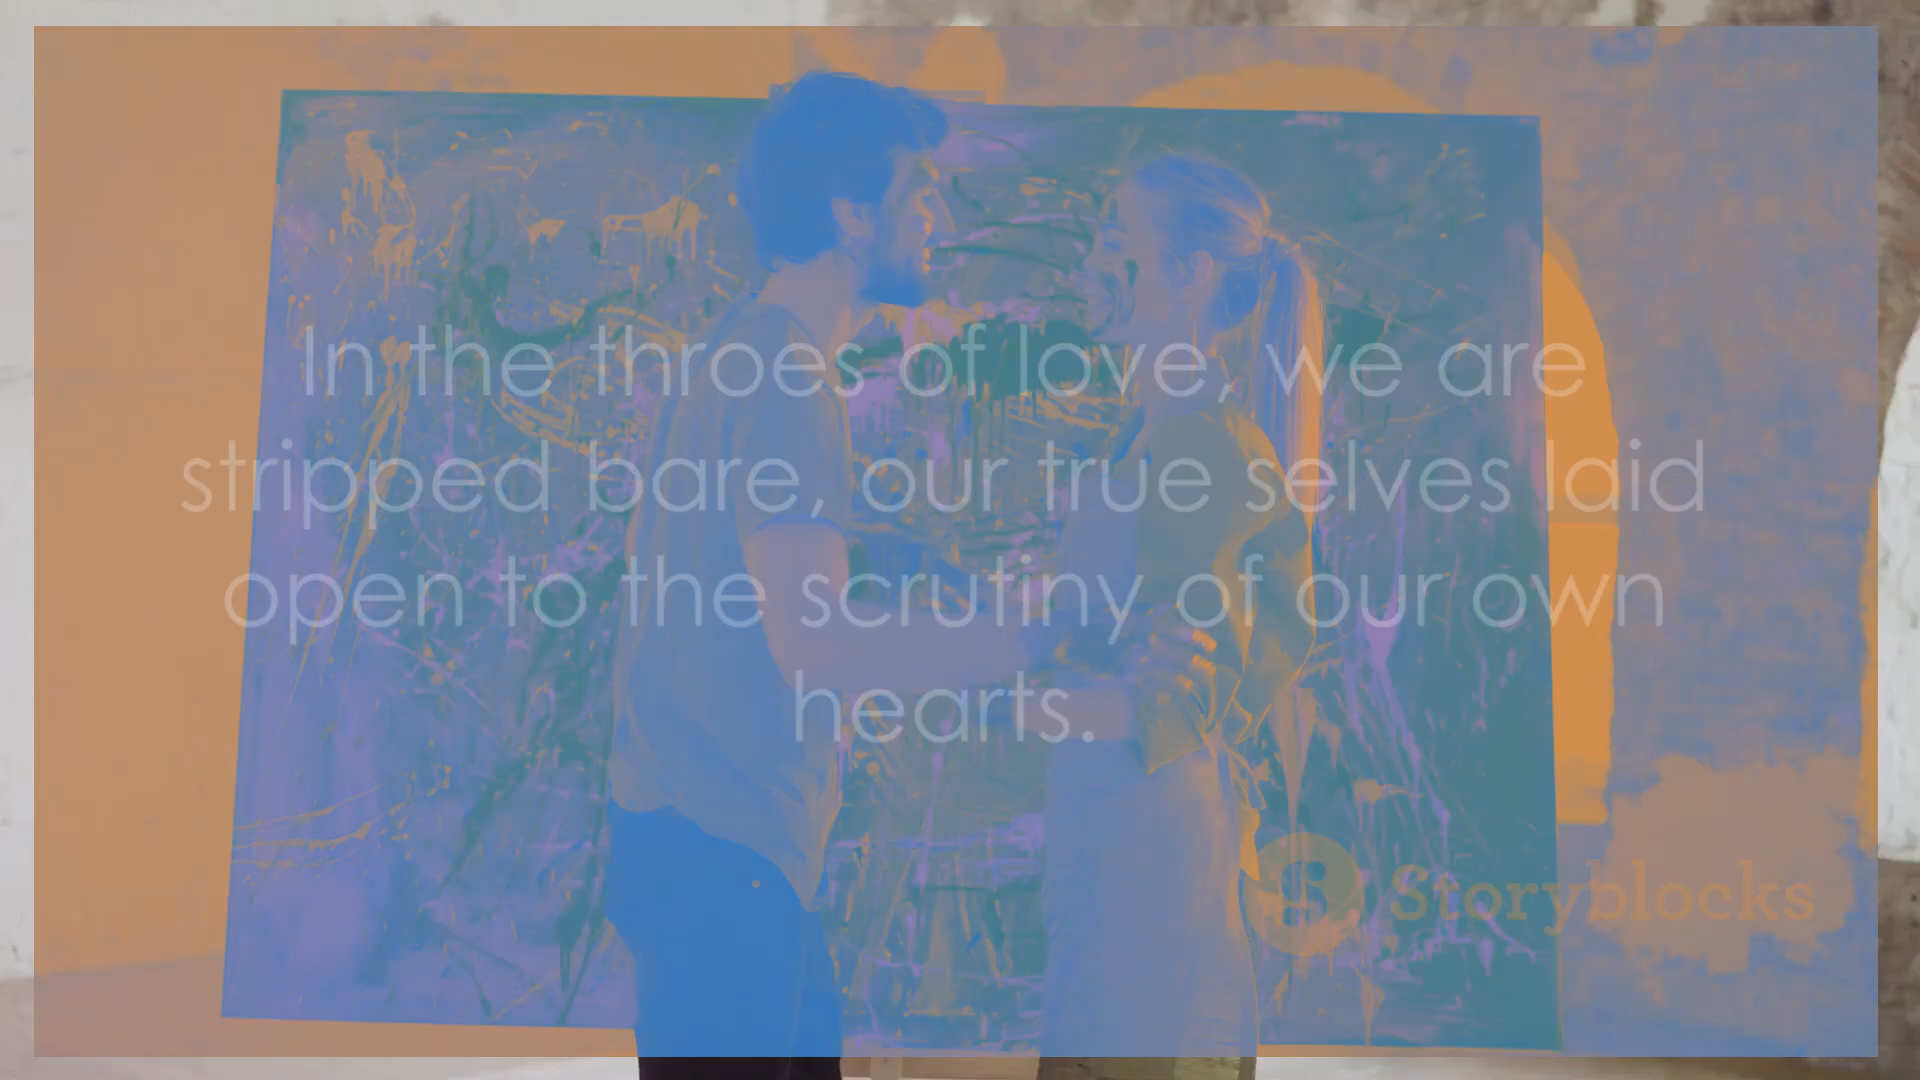 In the throes of love, we are
stripped bare, our true selves laid
open to the scrutiny of our own
hearts.
Storyblocks